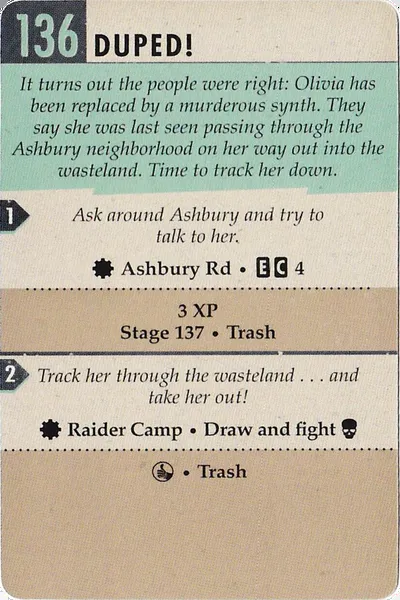 136 DUPED!
It turns out the people were right: Olivia has
been replaced by a murderous synth. They
say she was last seen passing through the
Ashbury neighborhood on her way out into the
wasteland. Time to track her down.
1
Ask around Ashbury and try to
talk to her.
Ashbury Rd • E C 4
3 XP
Stage 137 • Trash
2
Track her through the wasteland . . . and
take her out!
Raider Camp • Draw and fight
• Trash